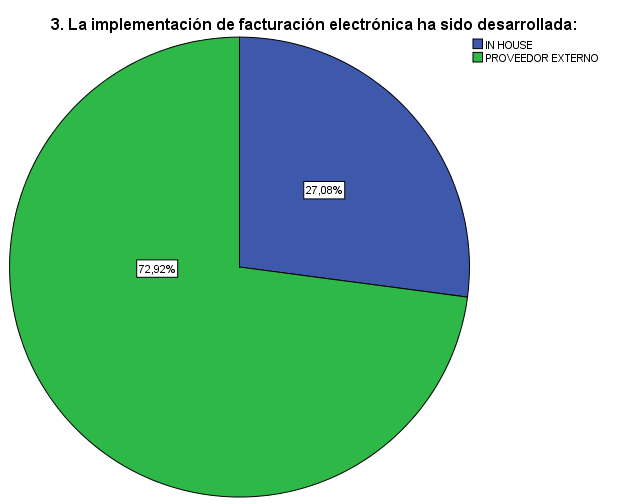 3. La implementación de facturación electrónica ha sido desarrollada:
IN HOUSE
PROVEEDOR EXTERNO
27,08%
72,92%